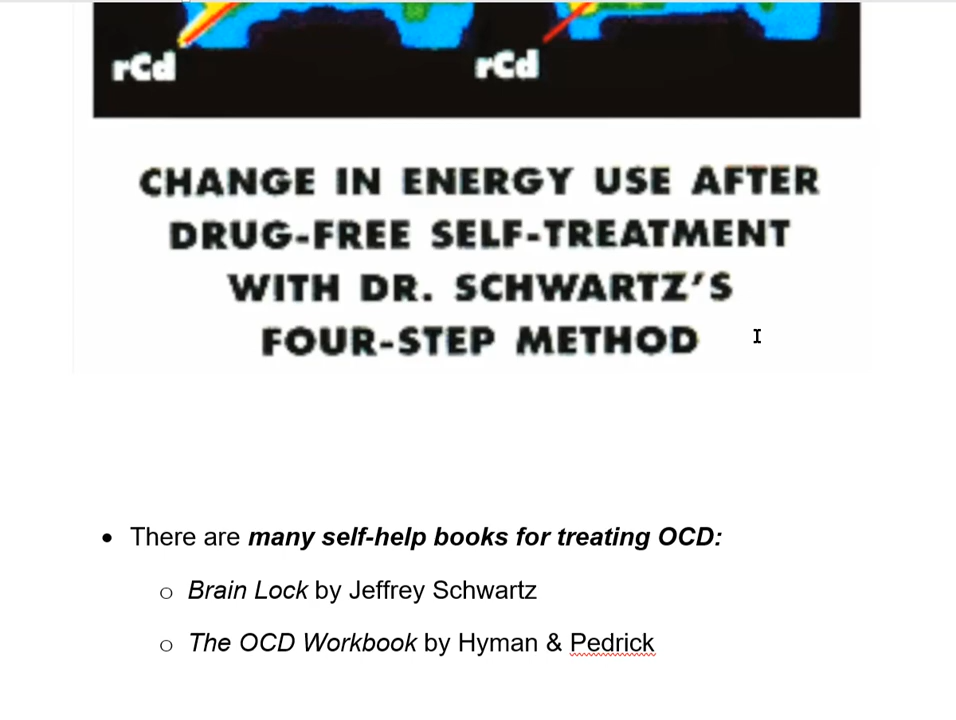 rCd rCd
CHANGE IN ENERGY USE AFTER
DRUG-FREE SELF-TREATMENT
WITH DR. SCHWARTZ'S
FOUR-STEP METHOD
• There are many self-help books for treating OCD:
o Brain Lock by Jeffrey Schwartz
o The OCD Workbook by Hyman & Pedrick